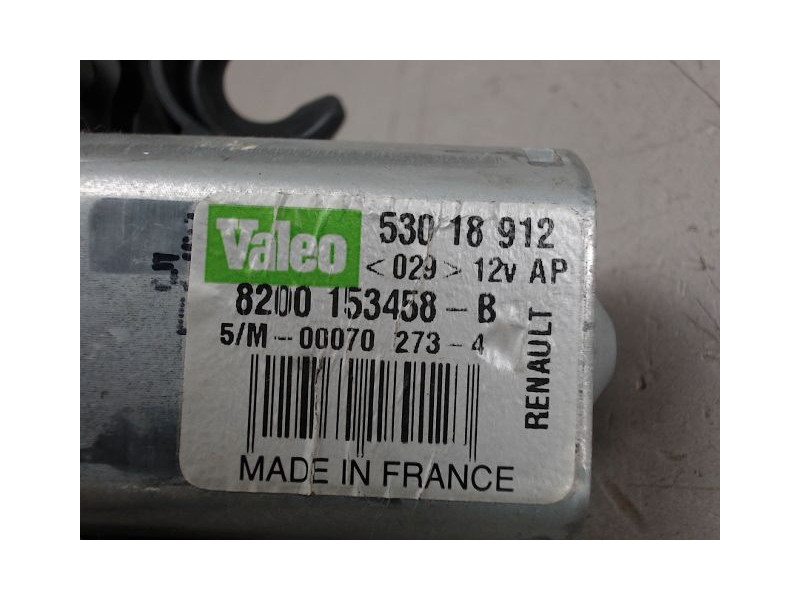 Valeo 530 18 912
<029> 12v AP
8200 153458-B
5/M-00070 273-4
RENAULT
MADE IN FRANCE